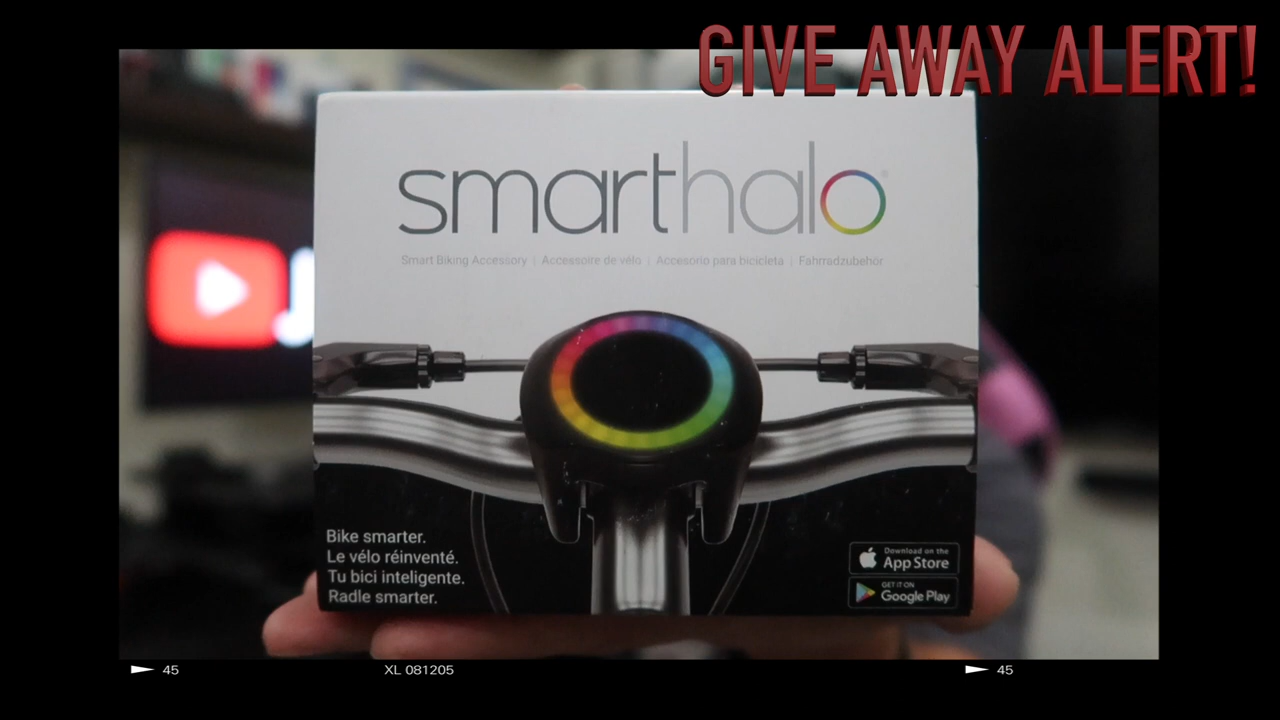 GIVE AWAY ALERT!
smarthalo®
Smart Biking Accessory | Accessoire de vélo | Accesorio para bicicleta | Fahrradzubehör
Bike smarter.
Le vélo réinventé.
Tu bici inteligente.
Radle smarter.
Download on the
App Store
GET IT ON
Google Play
45 XL 081205 45